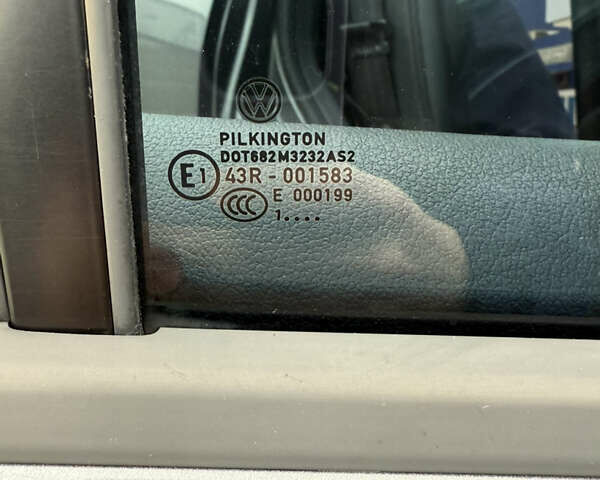 PILKINGTON
DOT682M3232AS2
E1 43R - 001583
CCC E 000199
1....